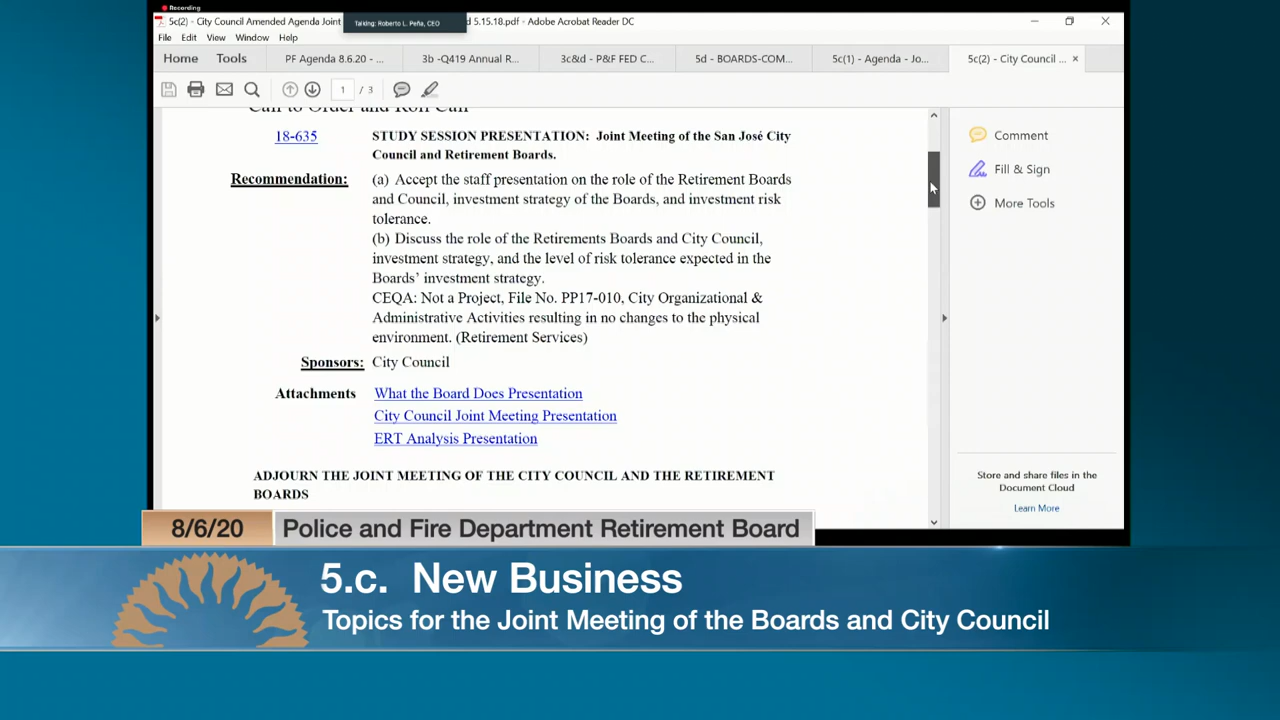 Recording
5c(2) - City Council Amended Agenda Joint
Talking: Roberto L. Peña, CEO
5.15.18.pdf - Adobe Acrobat Reader DC
File Edit View Window Help
Home Tools PF Agenda 8.6.20 - ... 3b -Q419 Annual R... 3c&d - P&F FED C... 5d - BOARDS-COM... 5c(1) - Agenda - Jo... 5c(2) - City Council ... ×
1 / 3
Call to Order and Roll Call
18-635 STUDY SESSION PRESENTATION: Joint Meeting of the San José City
Council and Retirement Boards.
Recommendation: (a) Accept the staff presentation on the role of the Retirement Boards
and Council, investment strategy of the Boards, and investment risk
tolerance.
(b) Discuss the role of the Retirements Boards and City Council,
investment strategy, and the level of risk tolerance expected in the
Boards' investment strategy.
CEQA: Not a Project, File No. PP17-010, City Organizational &
Administrative Activities resulting in no changes to the physical
environment. (Retirement Services)
Sponsors: City Council
Attachments What the Board Does Presentation
City Council Joint Meeting Presentation
ERT Analysis Presentation
ADJOURN THE JOINT MEETING OF THE CITY COUNCIL AND THE RETIREMENT
BOARDS
Comment
Fill & Sign
More Tools
Store and share files in the
Document Cloud
Learn More
8/6/20 Police and Fire Department Retirement Board
5.c. New Business
Topics for the Joint Meeting of the Boards and City Council